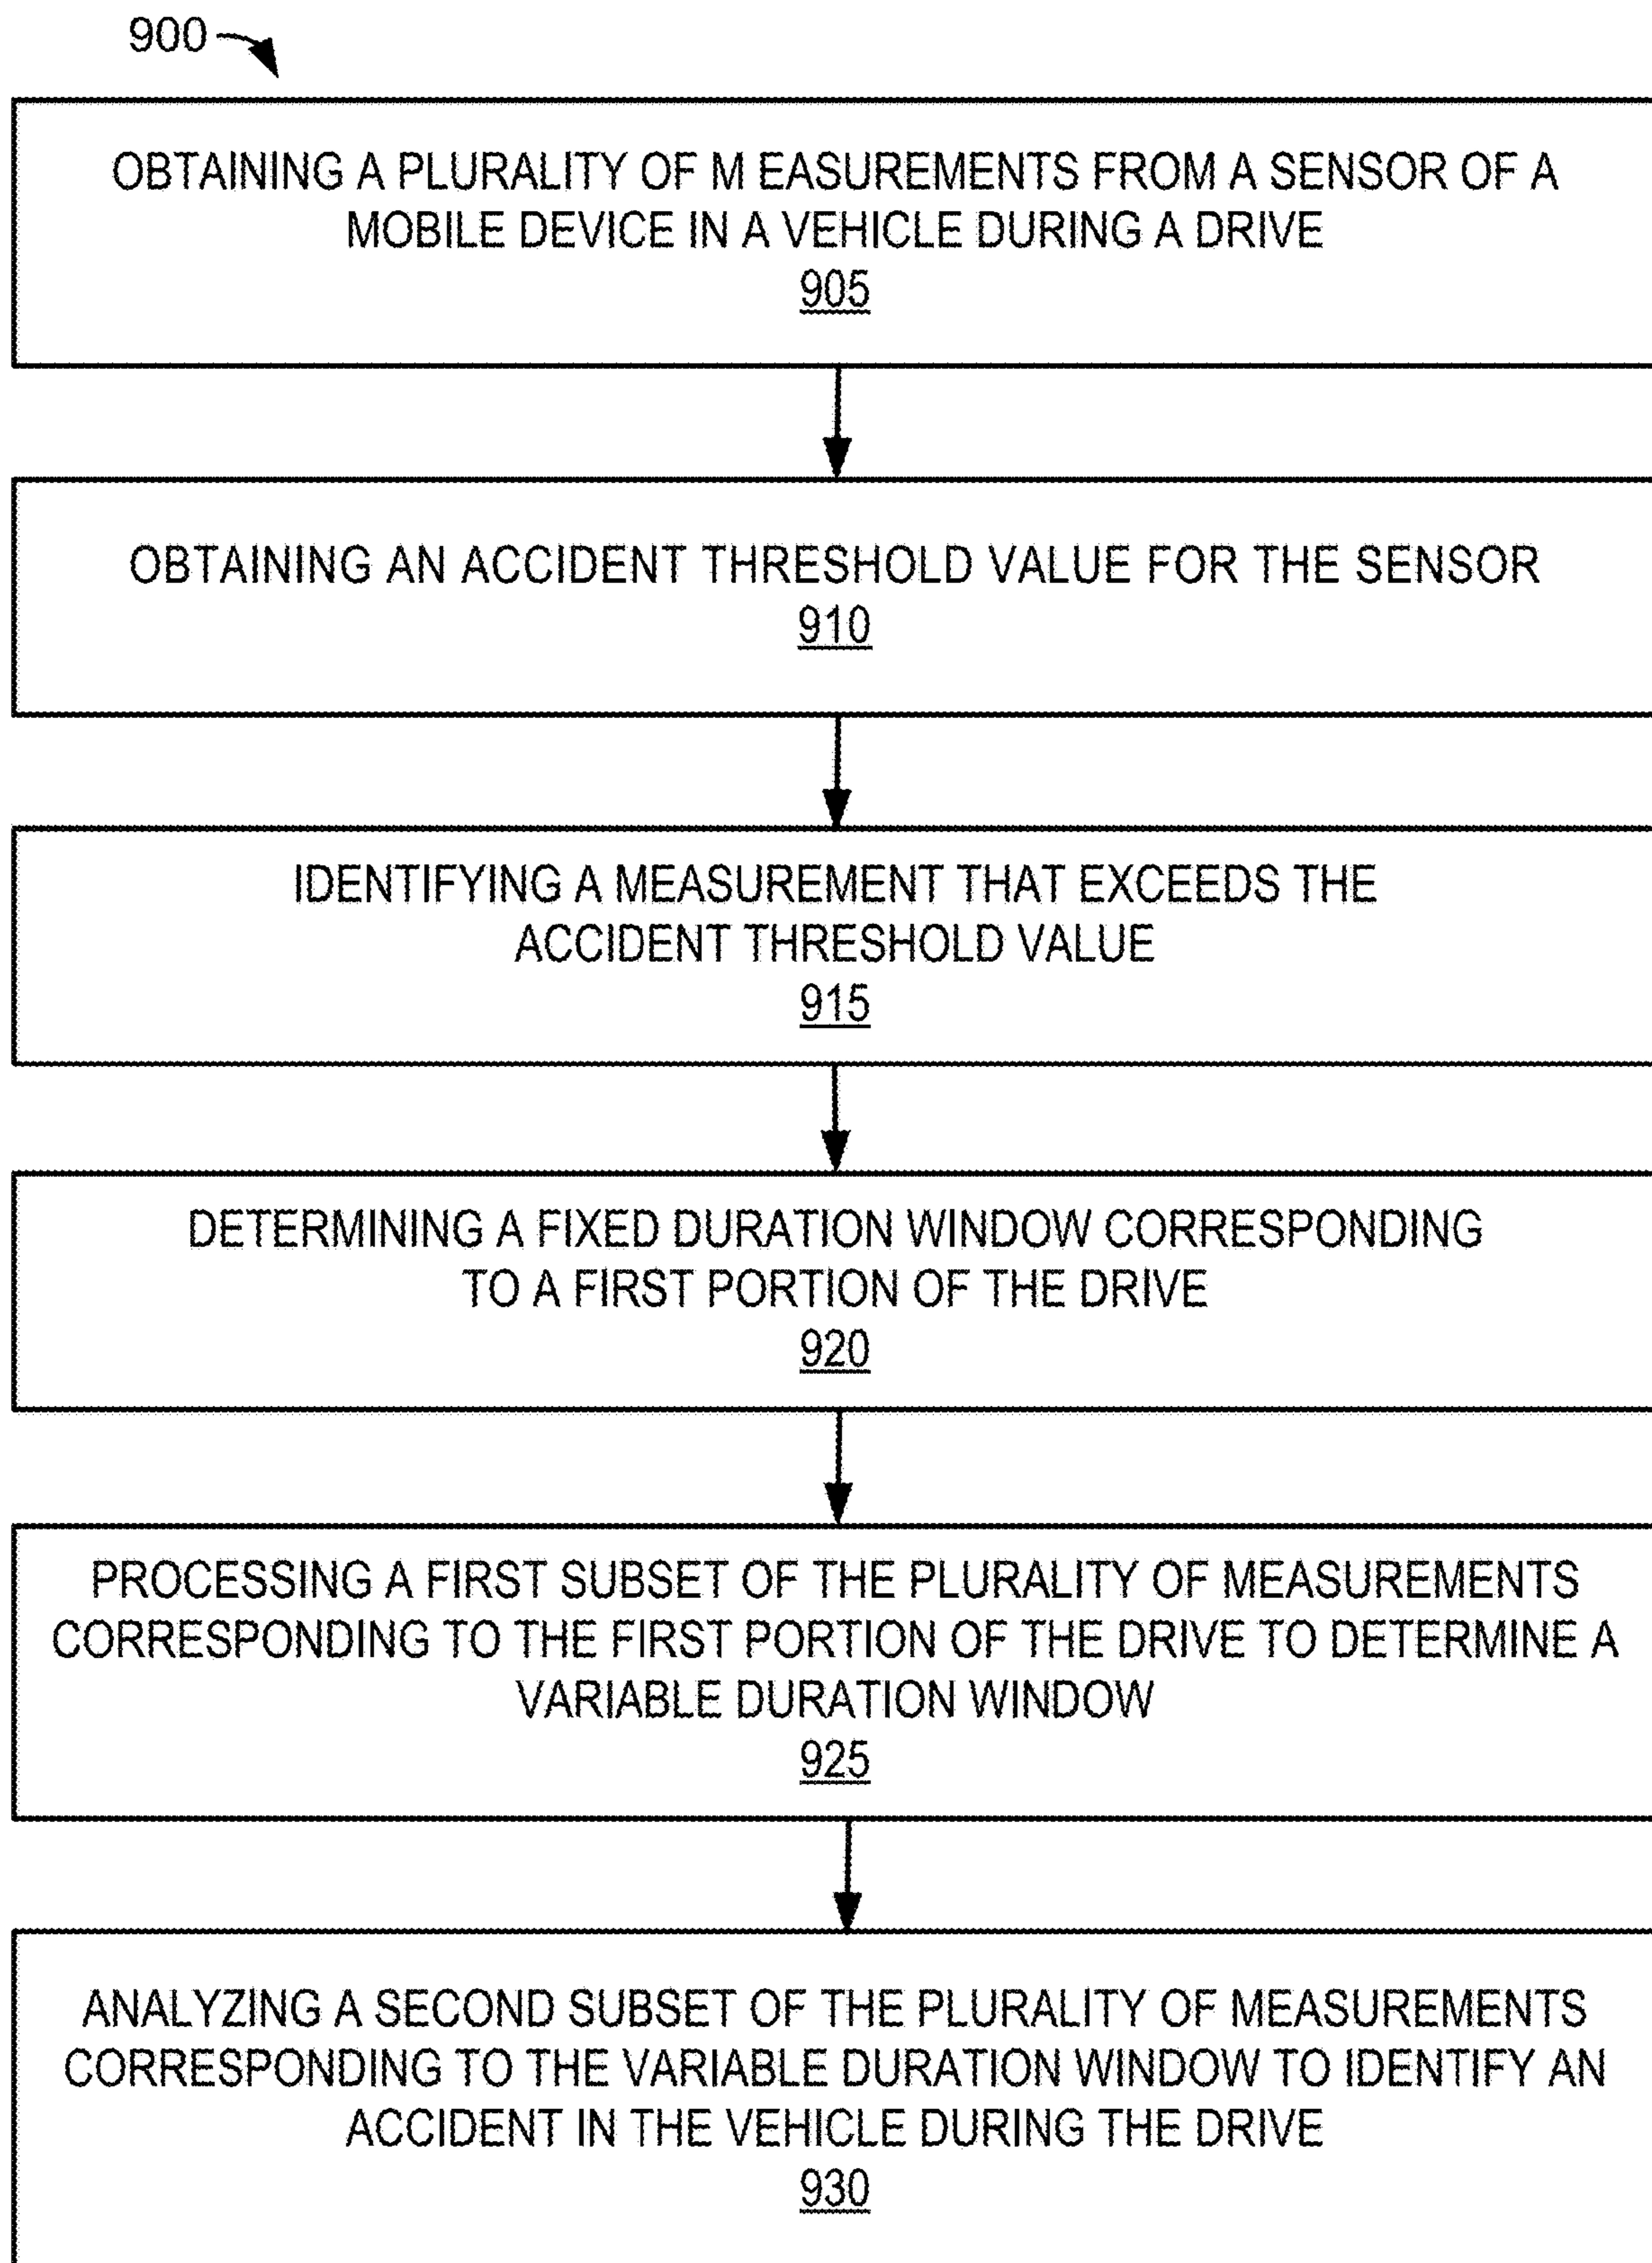 900
OBTAINING A PLURALITY OF M EASUREMENTS FROM A SENSOR OF A
MOBILE DEVICE IN A VEHICLE DURING A DRIVE
905
OBTAINING AN ACCIDENT THRESHOLD VALUE FOR THE SENSOR
910
IDENTIFYING A MEASUREMENT THAT EXCEEDS THE
ACCIDENT THRESHOLD VALUE
915
DETERMINING A FIXED DURATION WINDOW CORRESPONDING
TO A FIRST PORTION OF THE DRIVE
920
PROCESSING A FIRST SUBSET OF THE PLURALITY OF MEASUREMENTS
CORRESPONDING TO THE FIRST PORTION OF THE DRIVE TO DETERMINE A
VARIABLE DURATION WINDOW
925
ANALYZING A SECOND SUBSET OF THE PLURALITY OF MEASUREMENTS
CORRESPONDING TO THE VARIABLE DURATION WINDOW TO IDENTIFY AN
ACCIDENT IN THE VEHICLE DURING THE DRIVE
930